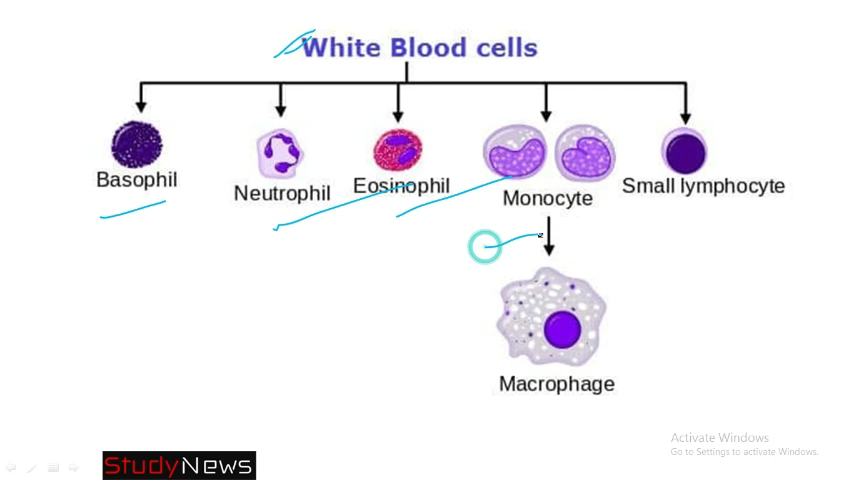 White Blood cells
Basophil
Neutrophil
Eosinophil
Monocyte
Small lymphocyte
Macrophage
Activate Windows
Go to Settings to activate Windows.
StudyNews